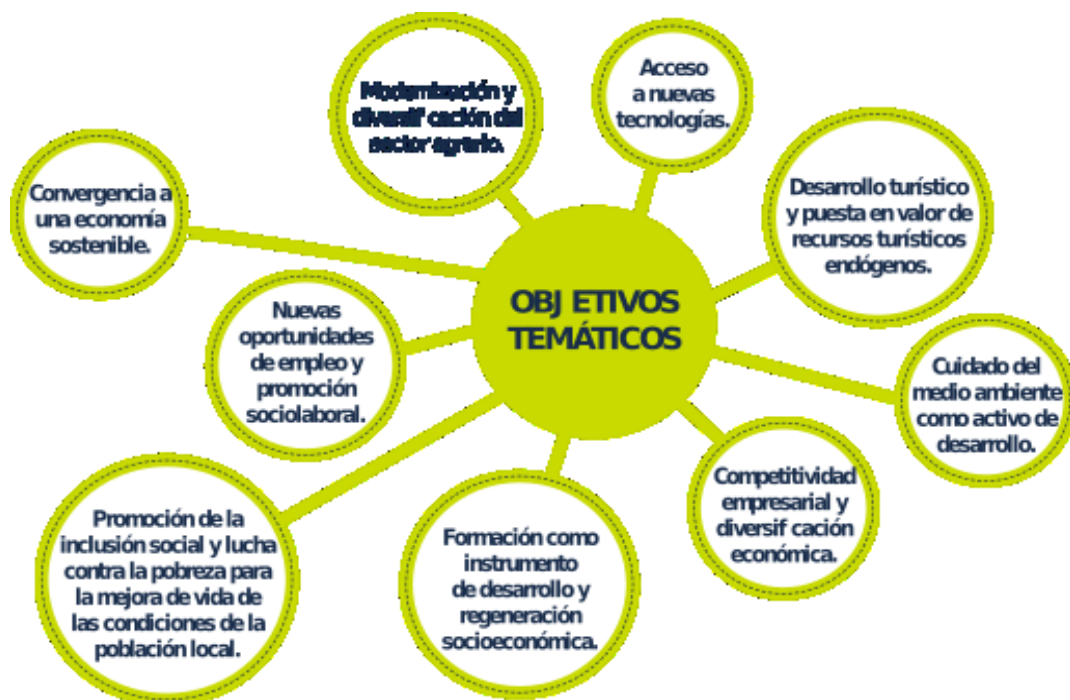 Modernización y
diversif cación del
sector agrario.
Acceso
a nuevas
tecnologías.
Convergencia a
una economía
sostenible.
Desarrollo turístico
y puesta en valor de
recursos turísticos
endógenos.
OBJ ETIVOS
TEMÁTICOS
Nuevas
oportunidades
de empleo y
promoción
sociolaboral.
Cuidado del
medio ambiente
como activo de
desarrollo.
Competitividad
empresarial y
diversif cación
económica.
Promoción de la
inclusión social y lucha
contra la pobreza para
la mejora de vida de
las condiciones de la
población local.
Formación como
instrumento
de desarrollo y
regeneración
socioeconómica.